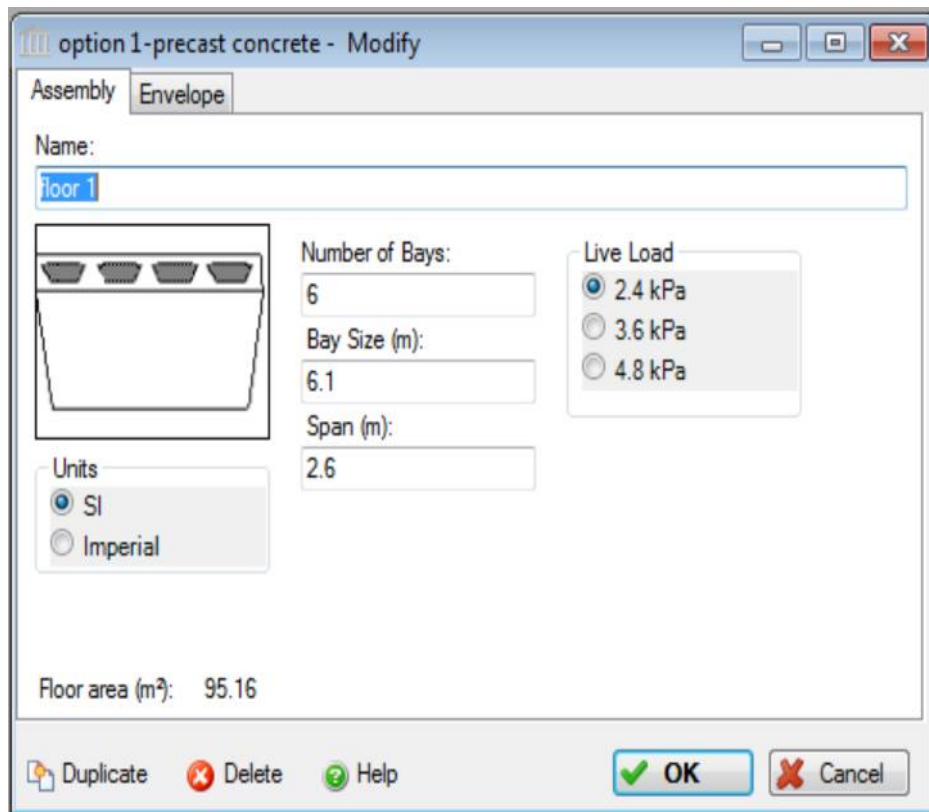 option 1-precast concrete - Modify
Assembly
Envelope
Name:
floor 1
Number of Bays:
6
Bay Size (m):
6.1
Span (m):
2.6
Live Load
2.4 kPa
3.6 kPa
4.8 kPa
Units
SI
Imperial
Floor area (m²): 95.16
Duplicate
Delete
Help
OK
Cancel